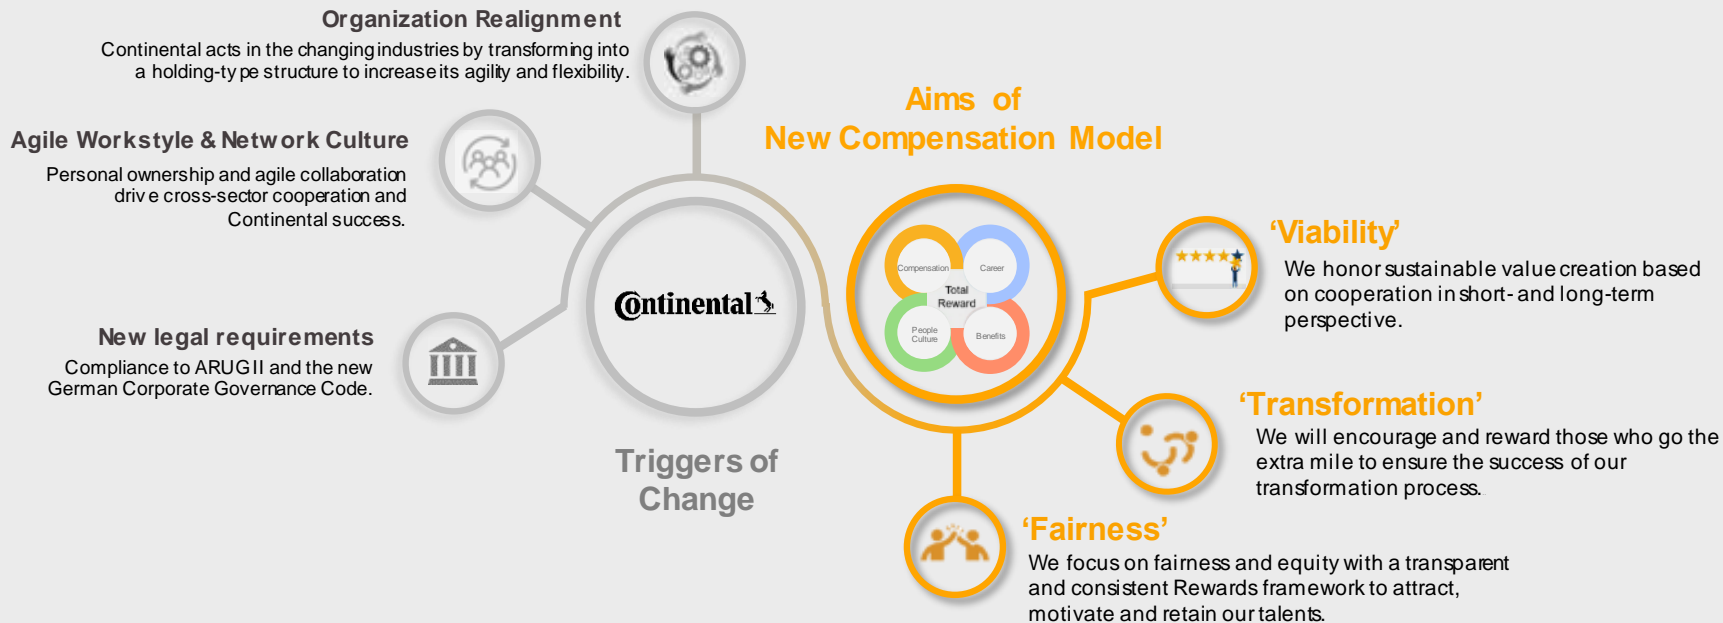 Organization Realignment
Continental acts in the changing industries by transforming into
a holding-type structure to increase its agility and flexibility.
Agile Workstyle & Network Culture
Personal ownership and agile collaboration
drive cross-sector cooperation and
Continental success.
New legal requirements
Compliance to ARUG II and the new
German Corporate Governance Code.
Continental
Triggers of
Change
Aims of
New Compensation Model
Compensation
Career
Total
Reward
People
Culture
Benefits
‘Viability’
We honor sustainable value creation based
on cooperation in short- and long-term
perspective.
‘Transformation’
We will encourage and reward those who go the
extra mile to ensure the success of our
transformation process.
‘Fairness’
We focus on fairness and equity with a transparent
and consistent Rewards framework to attract,
motivate and retain our talents.